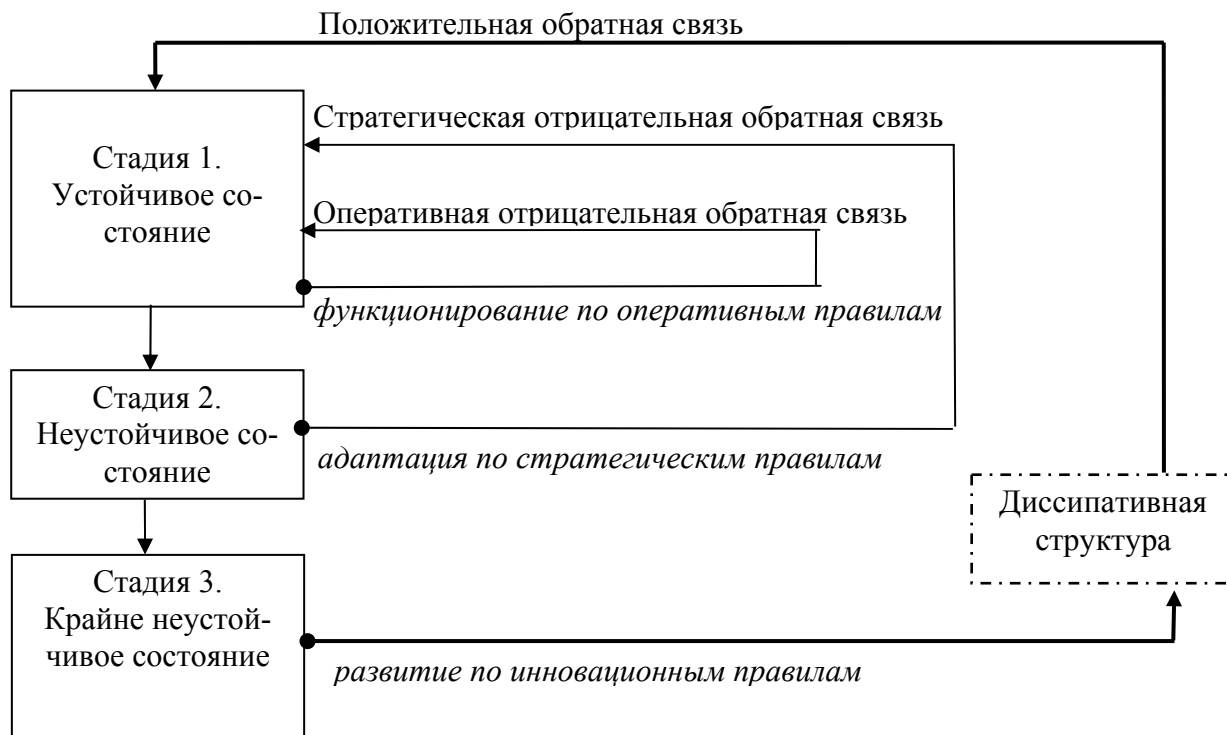 Положительная обратная связь
Стратегическая отрицательная обратная связь
Стадия 1.
Устойчивое со-
стояние
Оперативная отрицательная обратная связь
функционирование по оперативным правилам
Стадия 2.
Неустойчивое со-
стояние
адаптация по стратегическим правилам
Диссипативная
структура
Стадия 3.
Крайне неустой-
чивое состояние
развитие по инновационным правилам